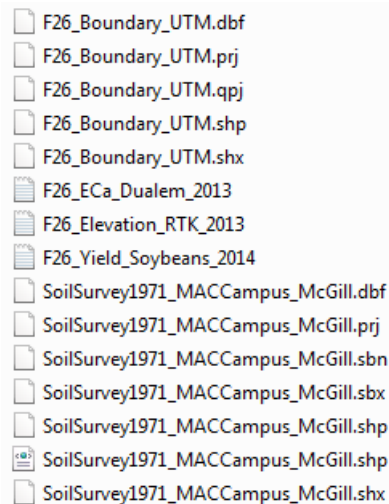 F26_Boundary_UTM.dbf
F26_Boundary_UTM.prj
F26_Boundary_UTM.qpj
F26_Boundary_UTM.shp
F26_Boundary_UTM.shx
F26_ECa_Dualem_2013
F26_Elevation_RTK_2013
F26_Yield_Soybeans_2014
SoilSurvey1971_MACCampus_McGill.dbf
SoilSurvey1971_MACCampus_McGill.prj
SoilSurvey1971_MACCampus_McGill.sbn
SoilSurvey1971_MACCampus_McGill.sbx
SoilSurvey1971_MACCampus_McGill.shp
SoilSurvey1971_MACCampus_McGill.shp
SoilSurvey1971_MACCampus_McGill.shx